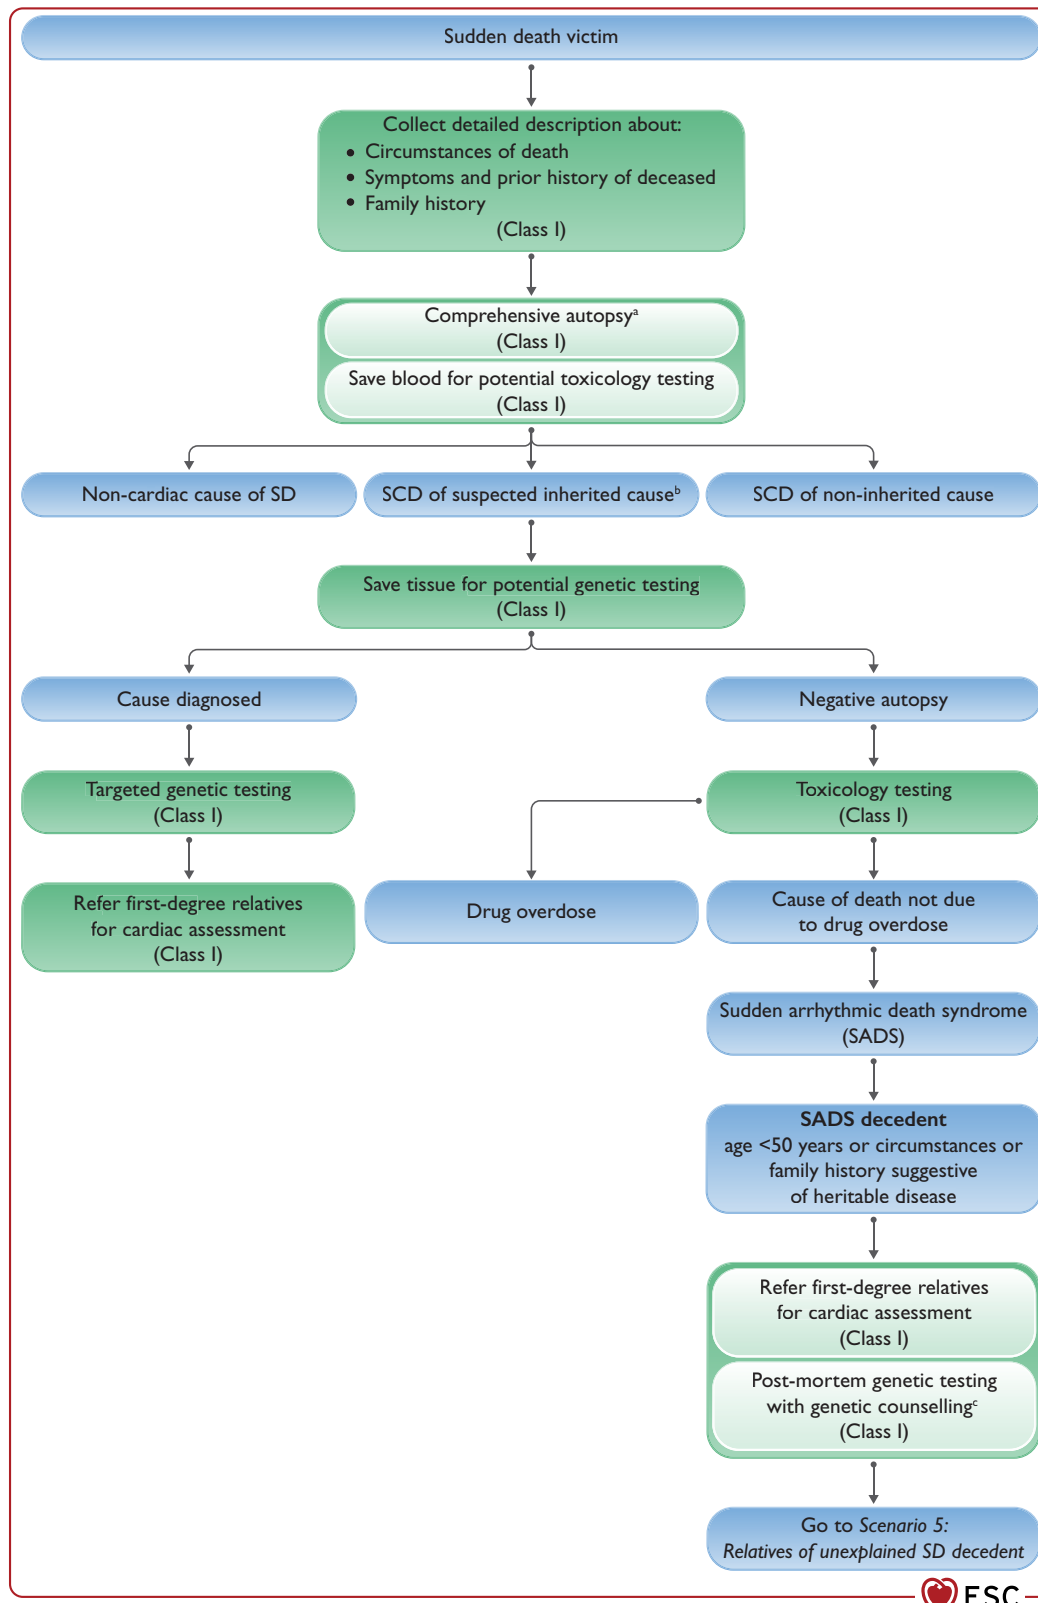 Sudden death victim
Collect detailed description about:
• Circumstances of death
• Symptoms and prior history of deceased
• Family history
(Class I)
Comprehensive autopsyᵃ
(Class I)
Save blood for potential toxicology testing
(Class I)
Non-cardiac cause of SD
SCD of suspected inherited causeᵇ
SCD of non-inherited cause
Save tissue for potential genetic testing
(Class I)
Cause diagnosed
Negative autopsy
Targeted genetic testing
(Class I)
Toxicology testing
(Class I)
Refer first-degree relatives
for cardiac assessment
(Class I)
Drug overdose
Cause of death not due
to drug overdose
Sudden arrhythmic death syndrome
(SADS)
SADS decedent
age <50 years or circumstances or
family history suggestive
of heritable disease
Refer first-degree relatives
for cardiac assessment
(Class I)
Post-mortem genetic testing
with genetic counsellingᶜ
(Class I)
Go to Scenario 5:
Relatives of unexplained SD decedent
ESC